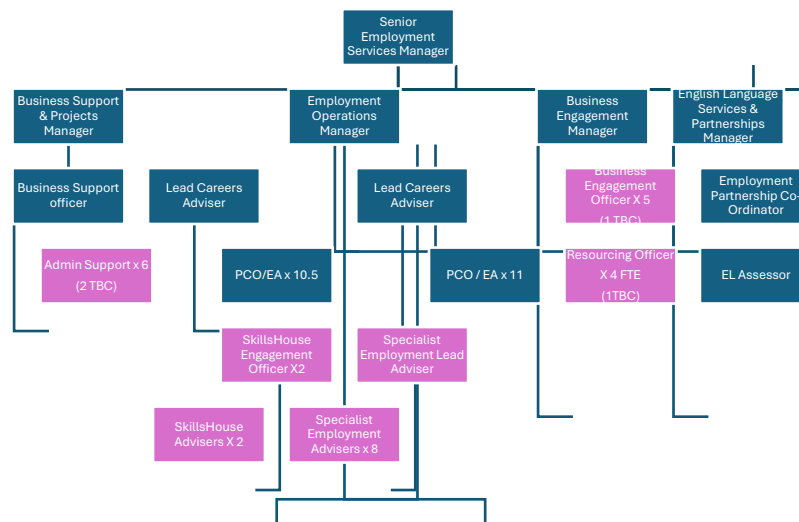 Senior
Employment
Services Manager
Business Support
& Projects
Manager
Employment
Operations
Manager
Business
Engagement
Manager
English Language
Services &
Partnerships
Manager
Business Support
officer
Lead Careers
Adviser
Lead Careers
Adviser
Business
Engagement
Officer X 5
(1 TBC)
Employment
Partnership Co-
Ordinator
Admin Support x 6
(2 TBC)
PCO/EA x 10.5
PCO / EA x 11
Resourcing Officer
X 4 FTE
(1TBC)
EL Assessor
SkillsHouse
Engagement
Officer X2
Specialist
Employment Lead
Adviser
SkillsHouse
Advisers X 2
Specialist
Employment
Advisers x 8